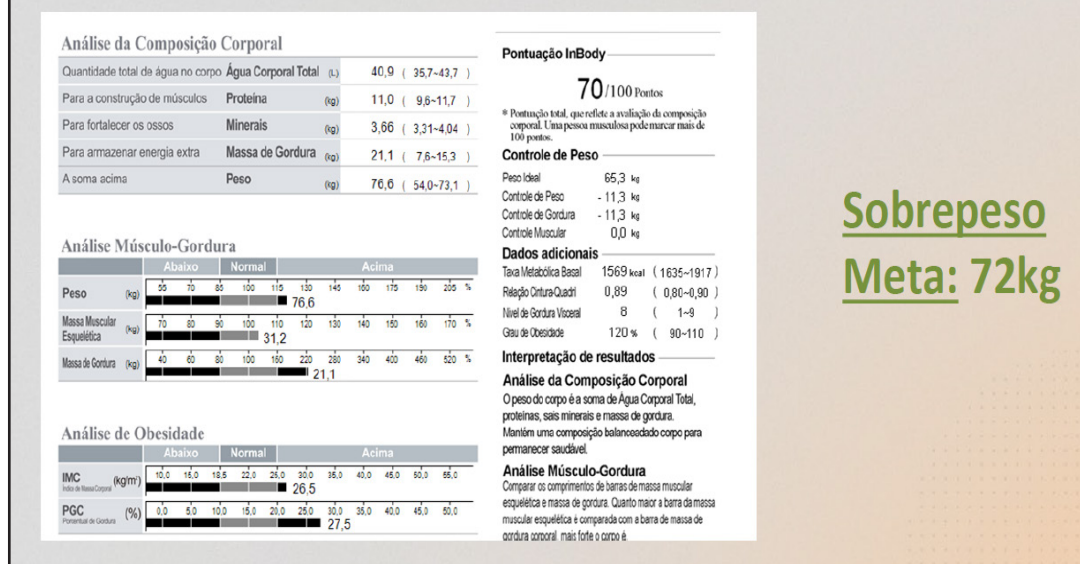 Análise da Composição Corporal
Quantidade total de água no corpo Água Corporal Total (L) 40,9 ( 35,7~43,7 )
Para a construção de músculos Proteína (kg) 11,0 ( 9,6~11,7 )
Para fortalecer os ossos Minerais (kg) 3,66 ( 3,31~4,04 )
Para armazenar energia extra Massa de Gordura (kg) 21,1 ( 7,6~15,3 )
A soma acima Peso (kg) 76,6 ( 54,0~73,1 )
Análise Músculo-Gordura
Abaixo Normal Acima
Peso (kg) 55 70 85 100 115 130 145 160 175 190 205 %
76,6
Massa Muscular Esquelética (kg) 70 80 90 100 110 120 130 140 150 160 170 %
31,2
Massa de Gordura (kg) 40 60 80 100 160 220 280 340 400 460 520 %
21,1
Análise de Obesidade
Abaixo Normal Acima
IMC (kg/m²) 10,0 15,0 18,5 22,0 25,0 30,0 35,0 40,0 45,0 50,0 55,0
Índice de Massa Corporal
26,5
PGC (%) 0,0 5,0 10,0 15,0 20,0 25,0 30,0 35,0 40,0 45,0 50,0
Porcentual de Gordura
27,5
Pontuação InBody
70/100 Pontos
* Pontuação total, que reflete a avaliação da composição
corporal. Uma pessoa musculosa pode marcar mais de
100 pontos.
Controle de Peso
Peso Ideal 65,3 kg
Controle de Peso - 11,3 kg
Controle de Gordura - 11,3 kg
Controle Muscular 0,0 kg
Dados adicionais
Taxa Metabólica Basal 1569 kcal ( 1635~1917 )
Relação Cintura-Quadril 0,89 ( 0,80~0,90 )
Nível de Gordura Visceral 8 ( 1~9 )
Grau de Obesidade 120 % ( 90~110 )
Interpretação de resultados
Análise da Composição Corporal
O peso do corpo é a soma de Água Corporal Total,
proteínas, sais minerais e massa de gordura.
Mantém uma composição balanceadado corpo para
permanecer saudável.
Análise Músculo-Gordura
Comparar os comprimentos de barras de massa muscular
esquelética e massa de gordura. Quanto maior a barra da massa
muscular esquelética é comparada com a barra de massa de
gordura corporal, mais forte o corpo é.
Sobrepeso
Meta: 72kg